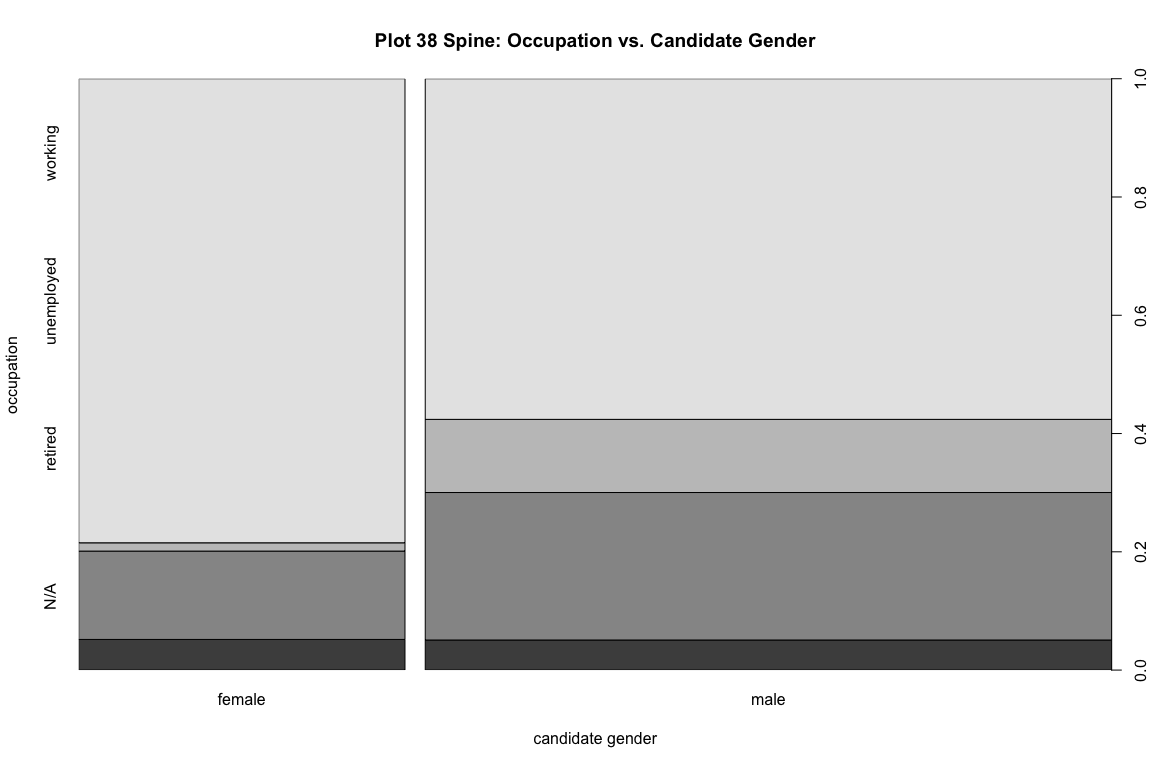 Plot 38 Spine: Occupation vs. Candidate Gender
occupation
working
unemployed
retired
N/A
1.0
0.8
0.6
0.4
0.2
0.0
female
male
candidate gender